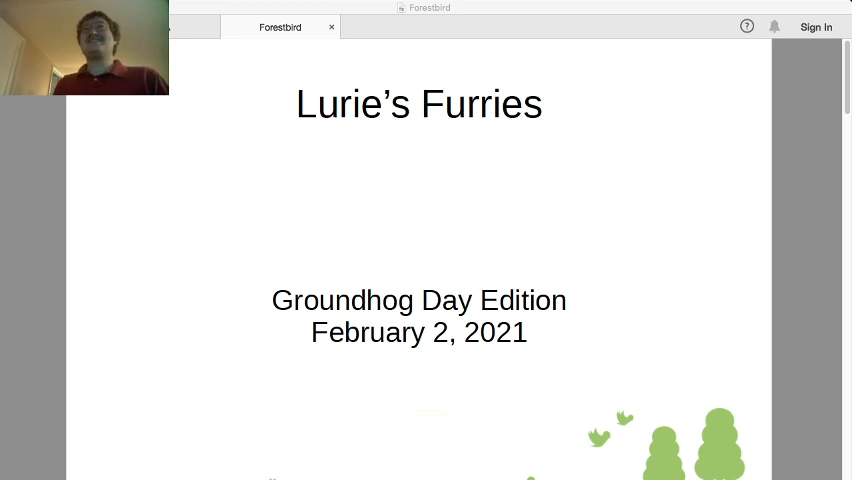 Forestbird
Forestbird ×
? Sign In
Lurie’s Furries
Groundhog Day Edition
February 2, 2021